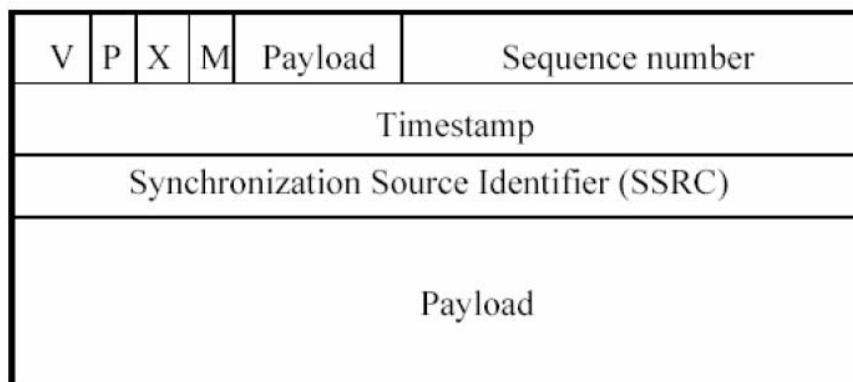 V P X M Payload Sequence number
Timestamp
Synchronization Source Identifier (SSRC)
Payload